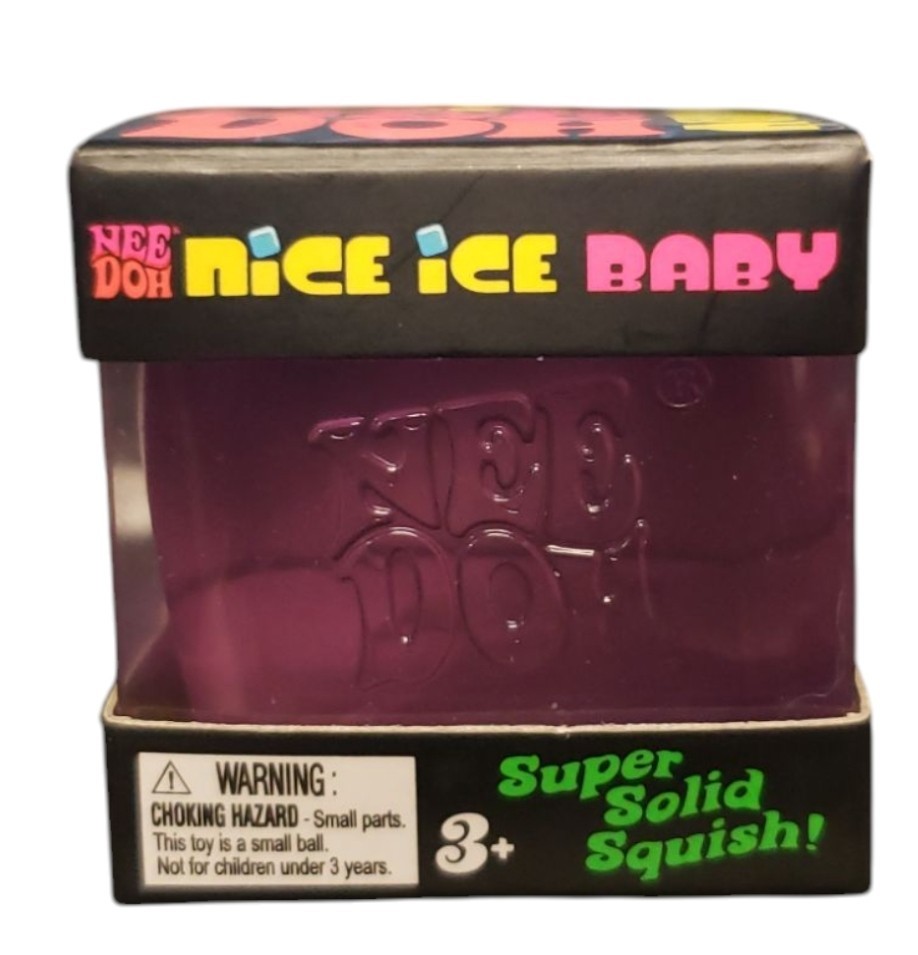 DOH
NEE
DOH
NICE ICE BABY
NEE ®
DOH
WARNING:
CHOKING HAZARD - Small parts.
This toy is a small ball.
Not for children under 3 years.
3+
Super
Solid
Squish!